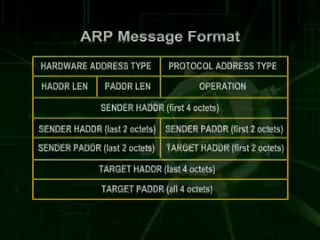 ARP Message Format
HARDWARE ADDRESS TYPE PROTOCOL ADDRESS TYPE
HADDR LEN PADDR LEN OPERATION
SENDER HADDR (first 4 octets)
SENDER HADDR (last 2 octets) SENDER PADDR (first 2 octets)
SENDER PADDR (last 2 octets) TARGET HADDR (first 2 octets)
TARGET HADDR (last 4 octets)
TARGET PADDR (all 4 octets)